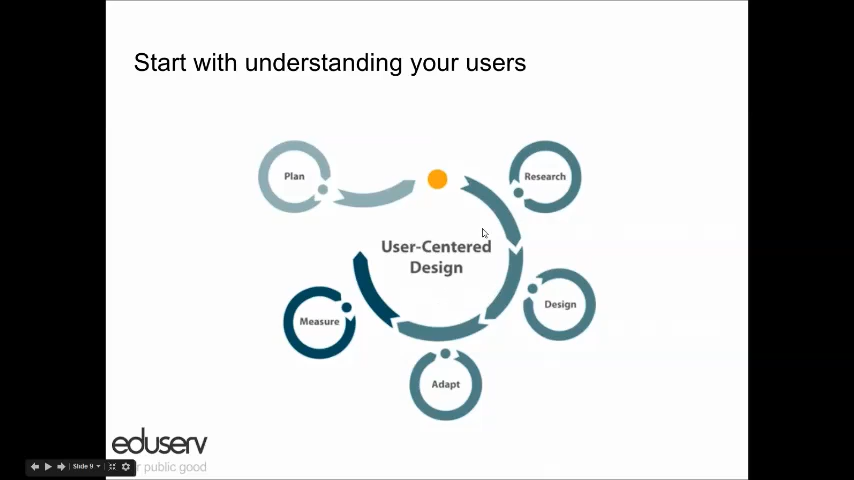 Start with understanding your users
Plan
Research
User-Centered
Design
Design
Measure
Adapt
eduserv
r public good
Slide 9